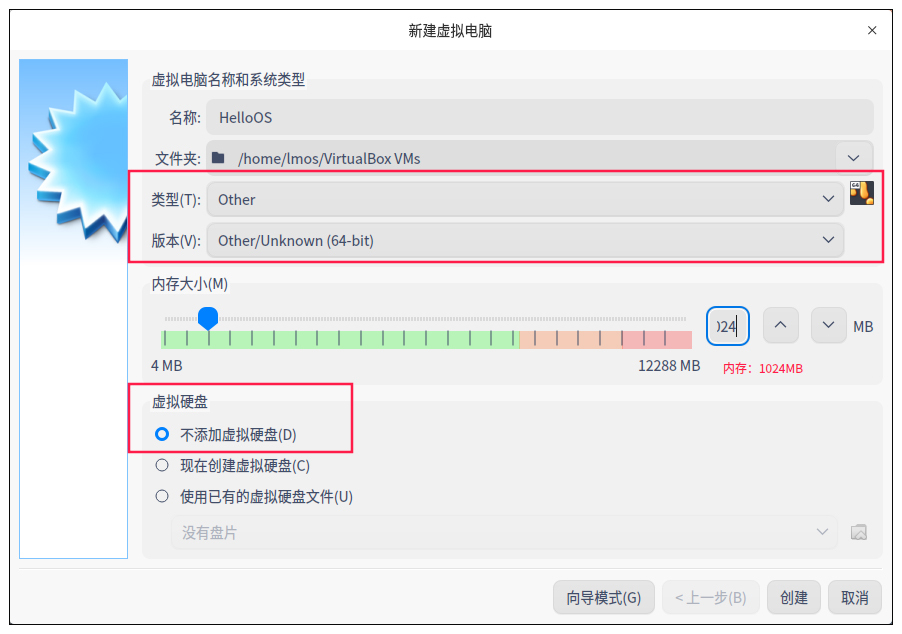 新建虚拟电脑
虚拟电脑名称和系统类型
名称: HelloOS
文件夹: /home/lmos/VirtualBox VMs
类型(T): Other
版本(V): Other/Unknown (64-bit)
内存大小(M)
024 MB
4 MB 12288 MB 内存：1024MB
虚拟硬盘
不添加虚拟硬盘(D)
现在创建虚拟硬盘(C)
使用已有的虚拟硬盘文件(U)
没有盘片
向导模式(G) < 上一步(B) 创建 取消